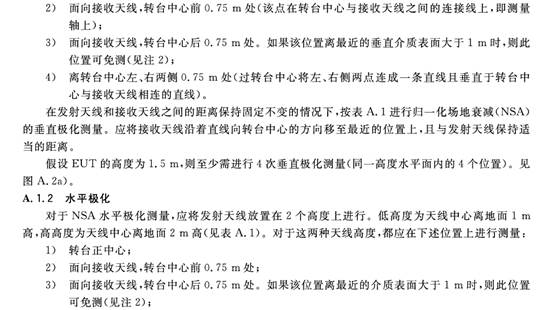 2) 面向接收天线,转台中心前0.75 m处(该点在转台中心与接收天线之间的连接线上,即测量
轴上);
3) 面向接收天线,转台中心后0.75 m处。如果该位置离最近的垂直介质表面大于1 m时,则此
位置可免测(见注2);
4) 离转台中心左、右两侧0.75 m处(过转台中心将左、右侧两点连成一条直线且垂直于转台中
心与接收天线相连的直线)。
在发射天线和接收天线之间的距离保持固定不变的情况下,按表A.1进行归一化场地衰减(NSA)
的垂直极化测量。应将接收天线沿着直线向转台中心的方向移至最近的位置上,且与发射天线保持适
当的距离。
假设EUT的高度为1.5 m,则至少需进行4次垂直极化测量(同一高度水平面内的4个位置)。见
图A.2a)。
A.1.2 水平极化
对于NSA水平极化测量,应将发射天线放置在2个高度上进行。低高度为天线中心离地面1 m
高,高高度为天线中心离地面2 m高(见表A.1)。对于这两种天线高度,都应在下述位置上进行测量:
1) 转台正中心;
2) 面向接收天线,转台中心前0.75 m处;
3) 面向接收天线,转台中心后0.75 m处。如果该位置离最近的介质表面大于1 m时,则此位置
可免测(见注2);